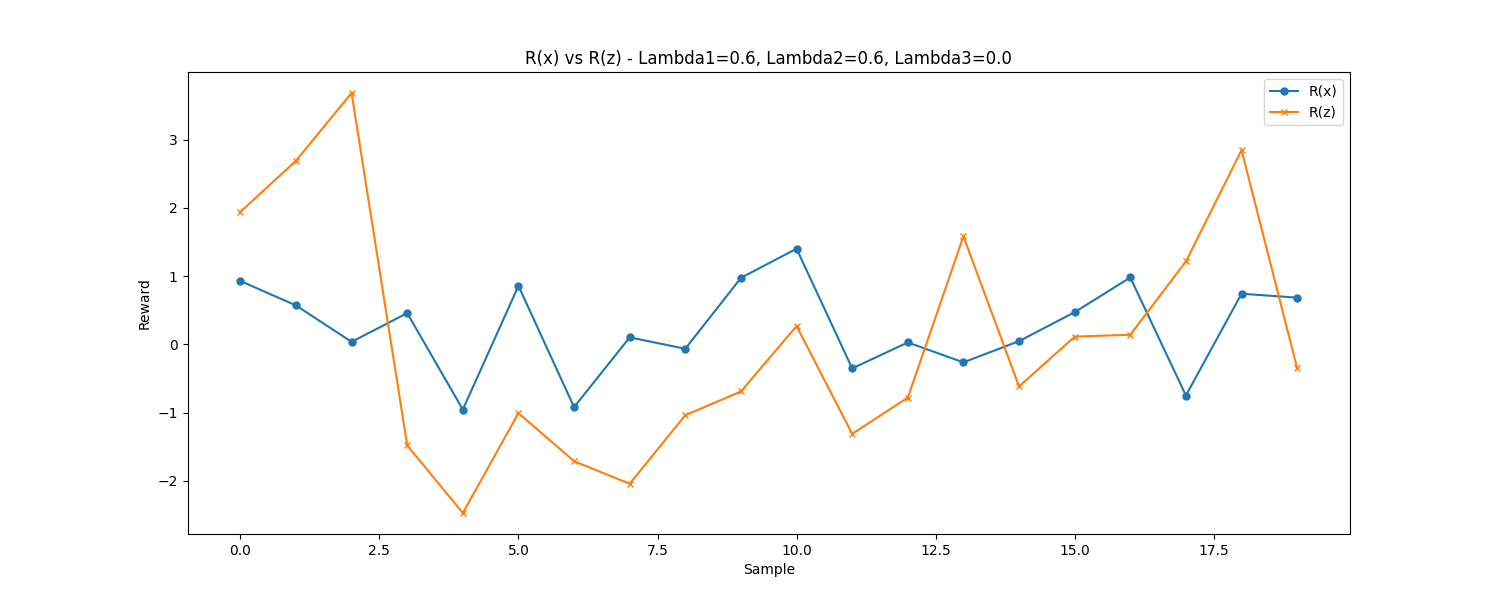 R(x) vs R(z) - Lambda1=0.6, Lambda2=0.6, Lambda3=0.0
R(x)
R(z)
Reward
3
2
1
0
−1
−2
0.0 2.5 5.0 7.5 10.0 12.5 15.0 17.5
Sample